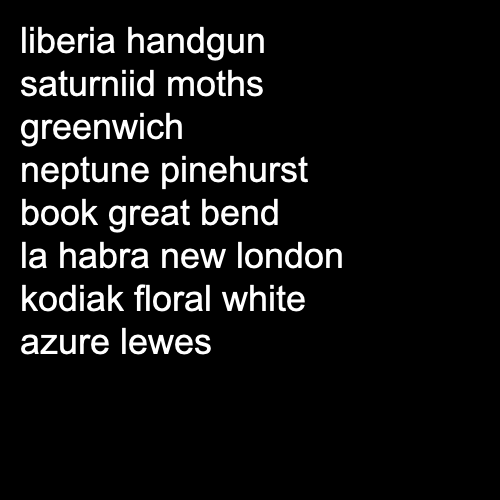 liberia handgun
saturniid moths
greenwich
neptune pinehurst
book great bend
la habra new london
kodiak floral white
azure lewes